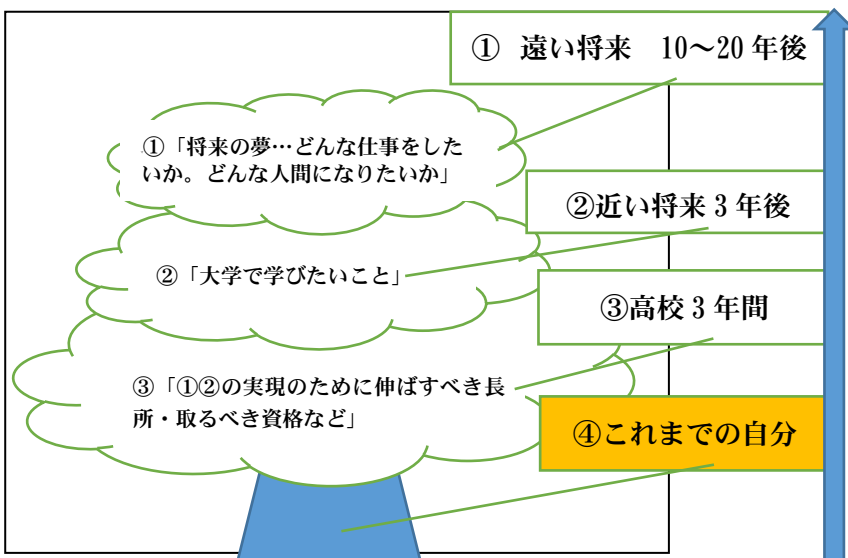 ① 遠い将来 10～20年後
①「将来の夢…どんな仕事をした
いか。どんな人間になりたいか」
②近い将来3年後
②「大学で学びたいこと」
③高校3年間
③「①②の実現のために伸ばすべき長
所・取るべき資格など」
④これまでの自分